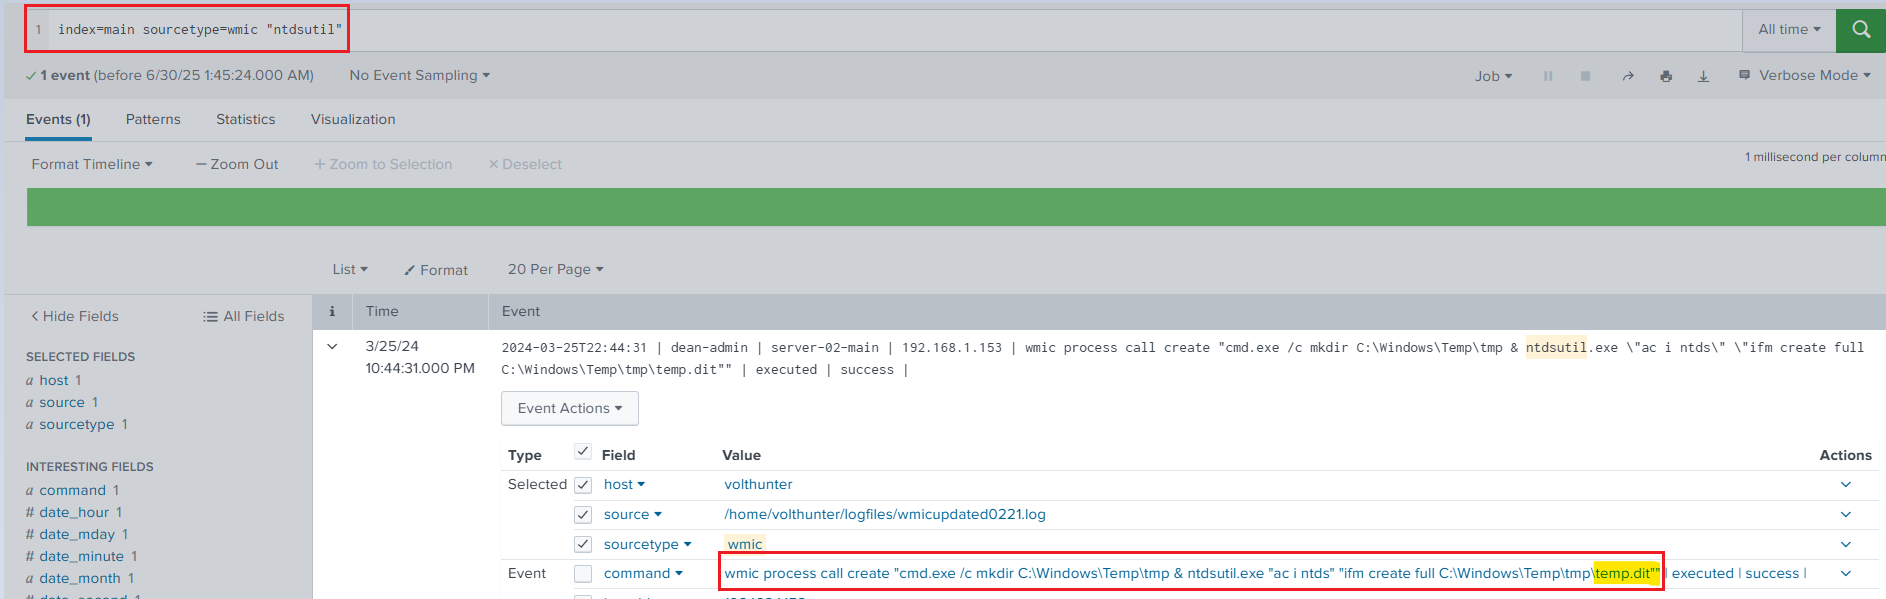 1 index=main sourcetype=wmic "ntdsutil"
All time
1 event (before 6/30/25 1:45:24.000 AM)
No Event Sampling
Job
Verbose Mode
Events (1)
Patterns
Statistics
Visualization
Format Timeline
— Zoom Out
+ Zoom to Selection
× Deselect
1 millisecond per column
List
Format
20 Per Page
< Hide Fields
All Fields
i
Time
Event
SELECTED FIELDS
a host 1
a source 1
a sourcetype 1
INTERESTING FIELDS
a command 1
# date_hour 1
# date_mday 1
# date_minute 1
a date_month 1
# date_second 1
3/25/24
10:44:31.000 PM
2024-03-25T22:44:31 | dean-admin | server-02-main | 192.168.1.153 | wmic process call create "cmd.exe /c mkdir C:\Windows\Temp\tmp & ntdsutil.exe \"ac i ntds\" \"ifm create full
C:\Windows\Temp\tmp\temp.dit"" | executed | success |
Event Actions
Type
Field
Value
Actions
Selected
host
volthunter
source
/home/volthunter/logfiles/wmicupdated0221.log
sourcetype
wmic
Event
command
wmic process call create "cmd.exe /c mkdir C:\Windows\Temp\tmp & ntdsutil.exe "ac i ntds" "ifm create full C:\Windows\Temp\tmp\temp.dit"" | executed | success |